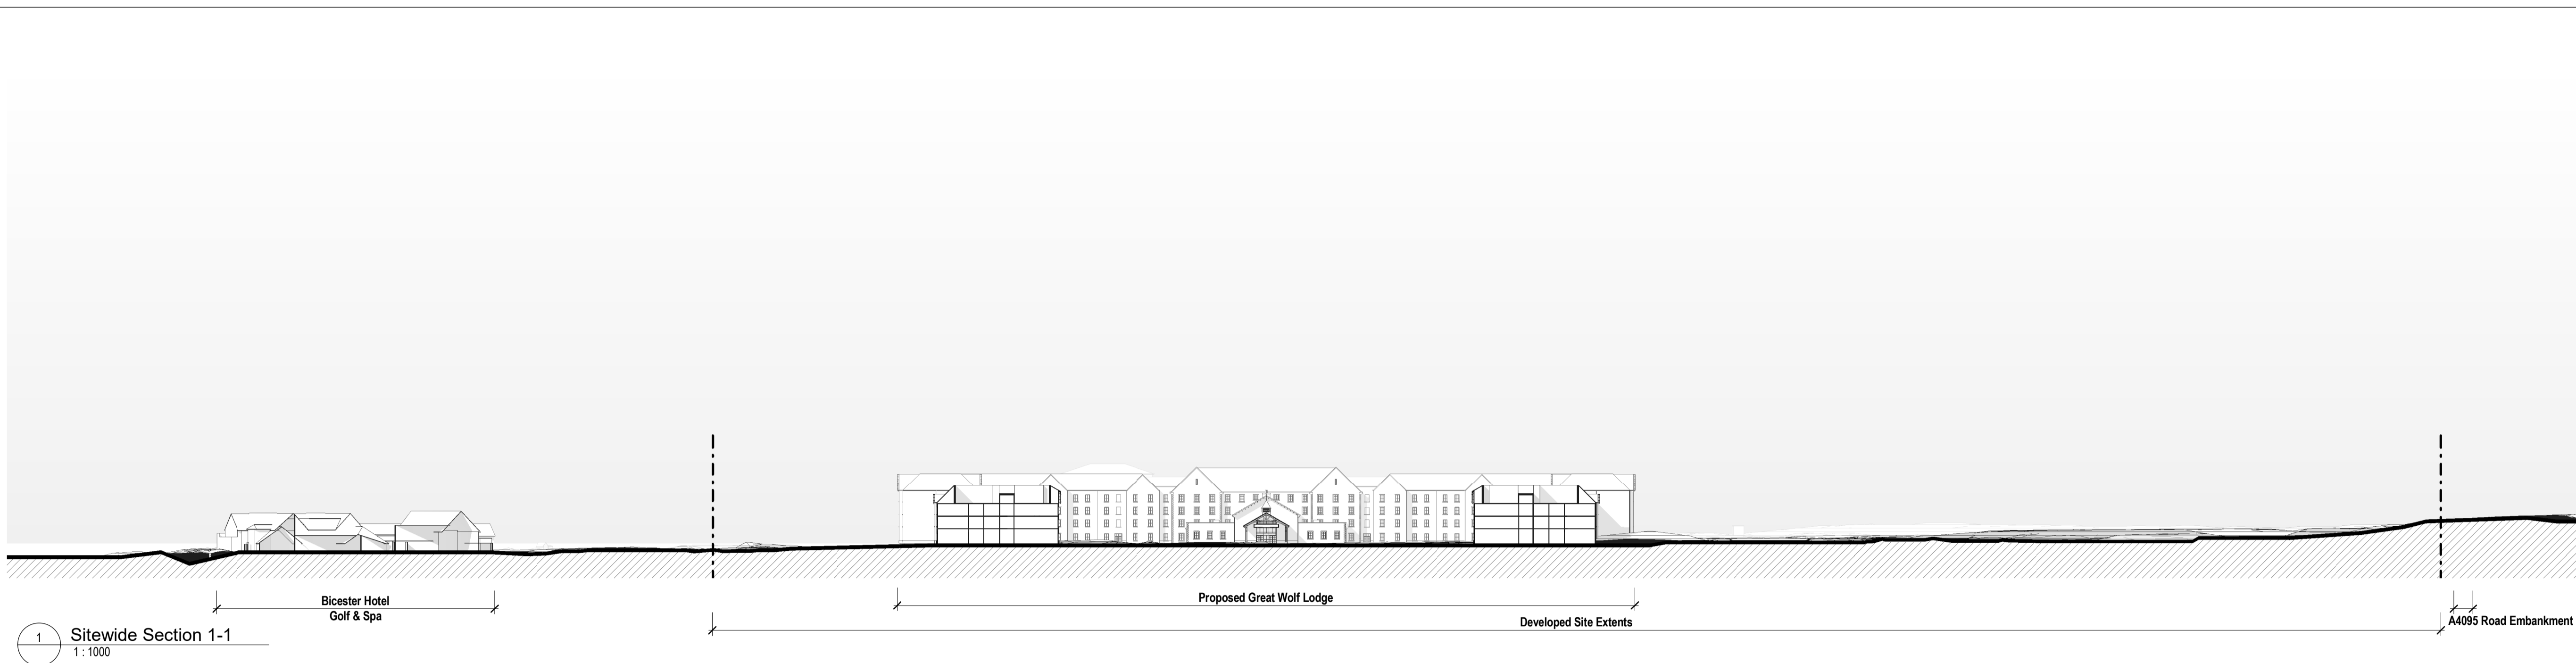 Bicester Hotel
Golf & Spa
Proposed Great Wolf Lodge
Developed Site Extents
A4095 Road Embankment
1
Sitewide Section 1-1
1 : 1000